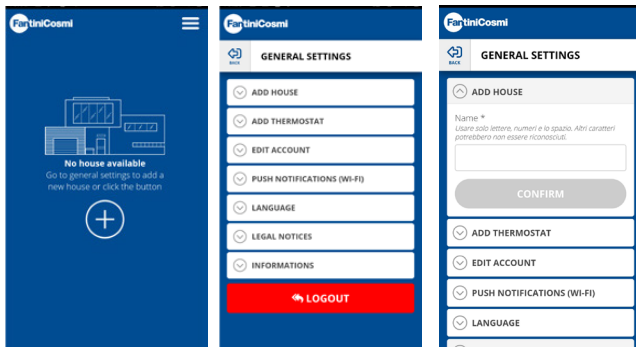 FantiniCosmi
No house available
Go to general settings to add a
new house or click the button
FantiniCosmi
BACK
GENERAL SETTINGS
ADD HOUSE
ADD THERMOSTAT
EDIT ACCOUNT
PUSH NOTIFICATIONS (WI-FI)
LANGUAGE
LEGAL NOTICES
INFORMATIONS
LOGOUT
FantiniCosmi
BACK
GENERAL SETTINGS
ADD HOUSE
Name *
Usare solo lettere, numeri e lo spazio. Altri caratteri
potrebbero non essere riconosciuti.
CONFIRM
ADD THERMOSTAT
EDIT ACCOUNT
PUSH NOTIFICATIONS (WI-FI)
LANGUAGE